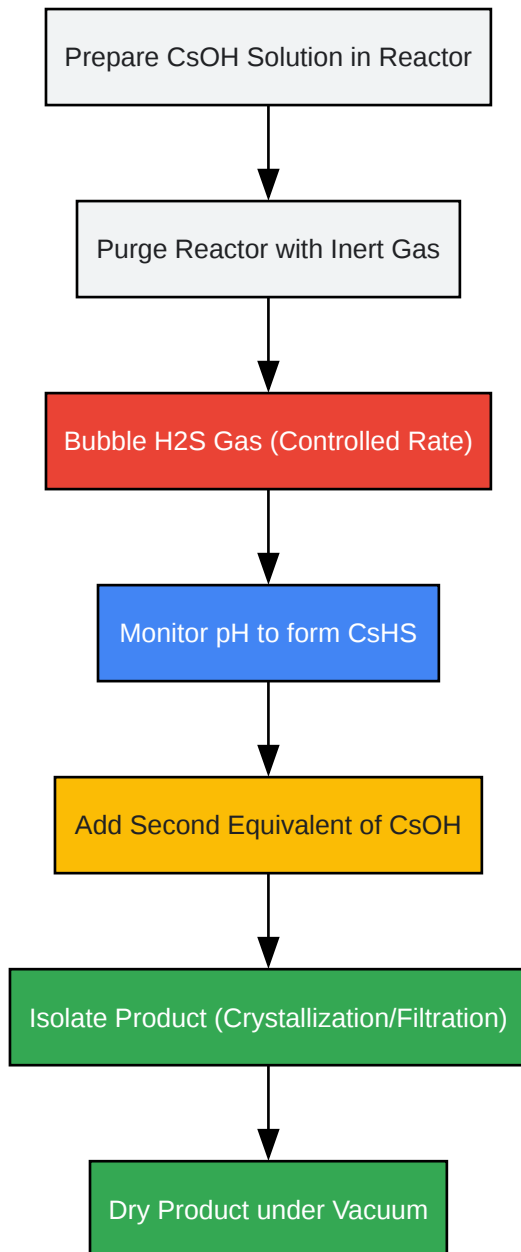 Prepare CsOH Solution in Reactor
Purge Reactor with Inert Gas
Bubble H2S Gas (Controlled Rate)
Monitor pH to form CsHS
Add Second Equivalent of CsOH
Isolate Product (Crystallization/Filtration)
Dry Product under Vacuum